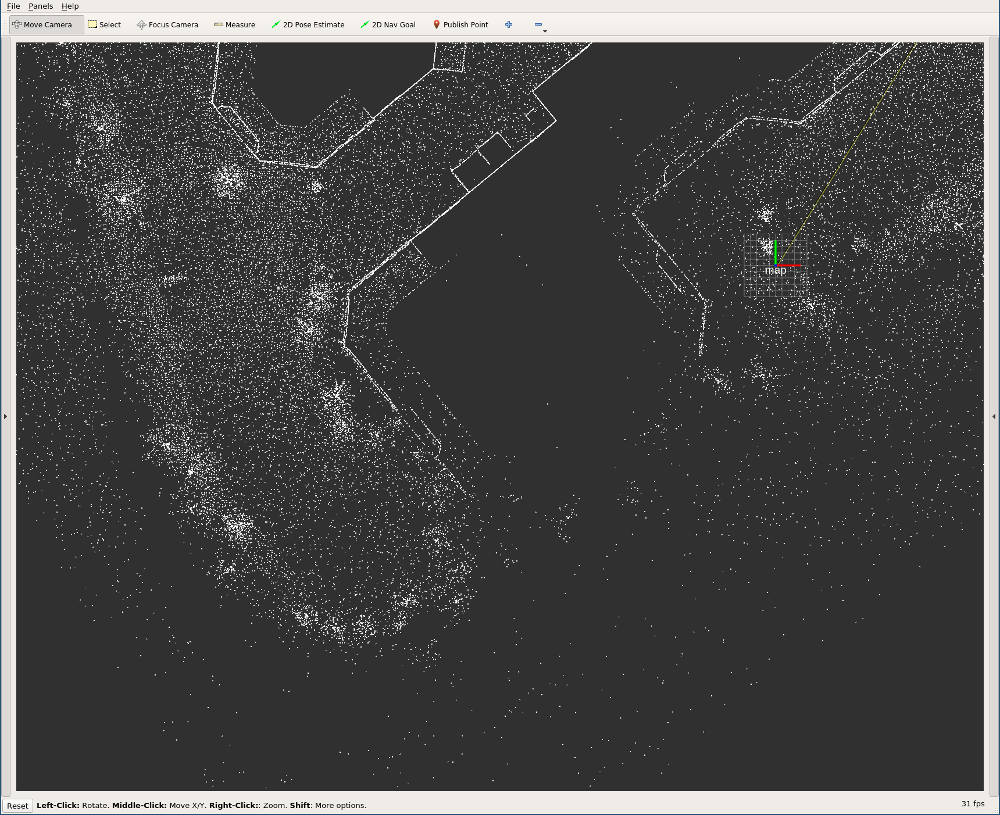 File Panels Help
Move Camera Select Focus Camera Measure 2D Pose Estimate 2D Nav Goal Publish Point
map
Reset Left-Click: Rotate. Middle-Click: Move X/Y. Right-Click:: Zoom. Shift: More options. 31 fps